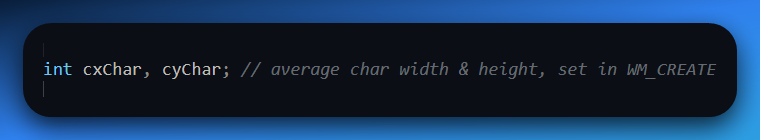 int cxChar, cyChar; // average char width & height, set in WM_CREATE